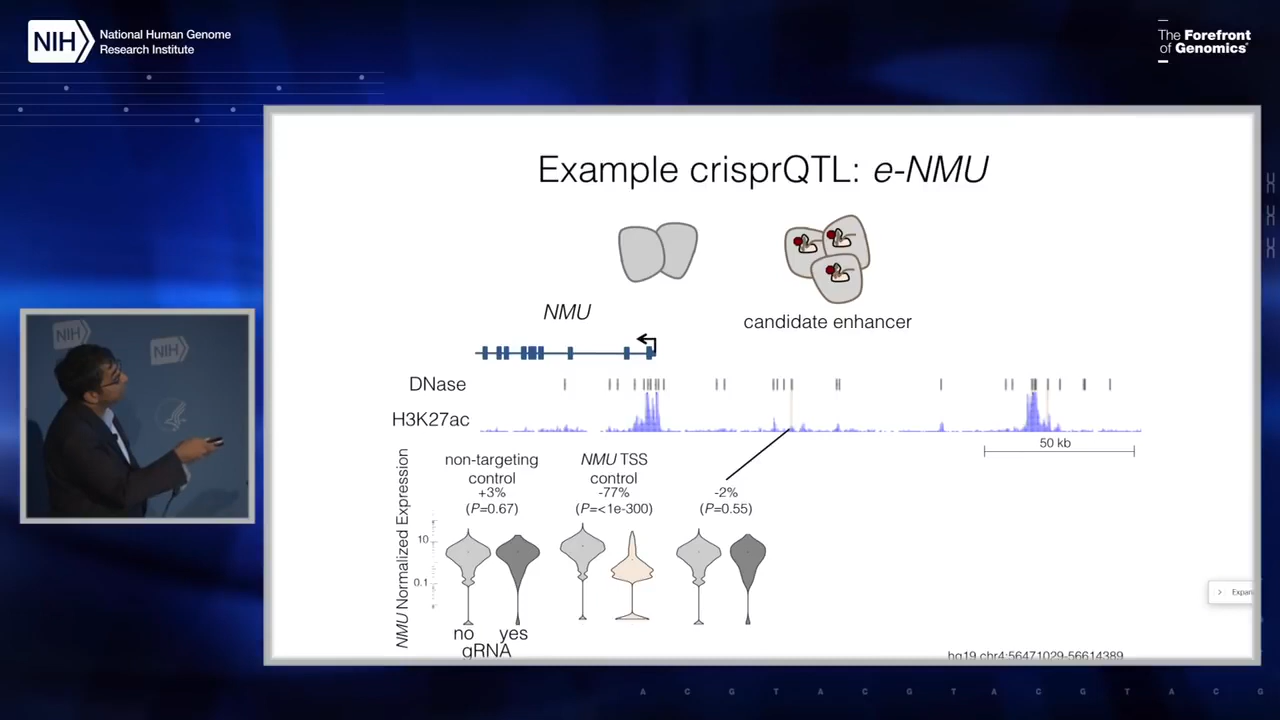 NIH
National Human Genome
Research Institute
The Forefront
of Genomics®
Example crisprQTL: e-NMU
NMU
candidate enhancer
DNase
H3K27ac
50 kb
NMU Normalized Expression
non-targeting
control
+3%
(P=0.67)
NMU TSS
control
-77%
(P=<1e-300)
-2%
(P=0.55)
10
0.1
no yes
gRNA
hg19 chr4:56471029-56614389
NIH
NIH
A C G T A C G T A C G T A C G